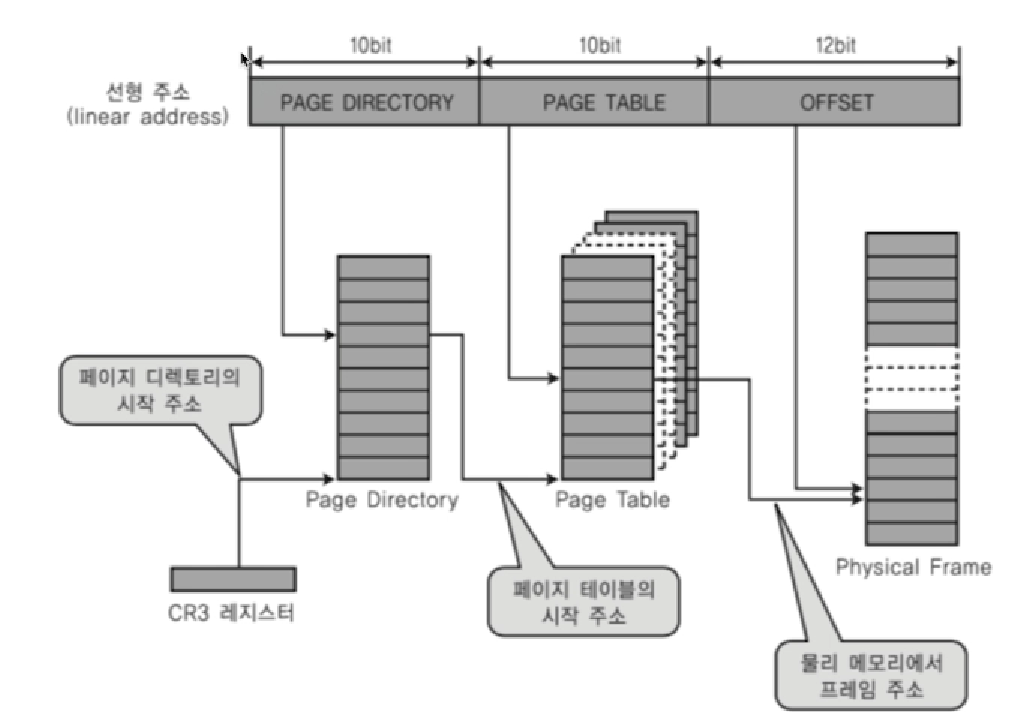 10bit 10bit 12bit
선형 주소
(linear address)
PAGE DIRECTORY PAGE TABLE OFFSET
페이지 디렉토리의
시작 주소
Page Directory
Page Table
CR3 레지스터
페이지 테이블의
시작 주소
Physical Frame
물리 메모리에서
프레임 주소